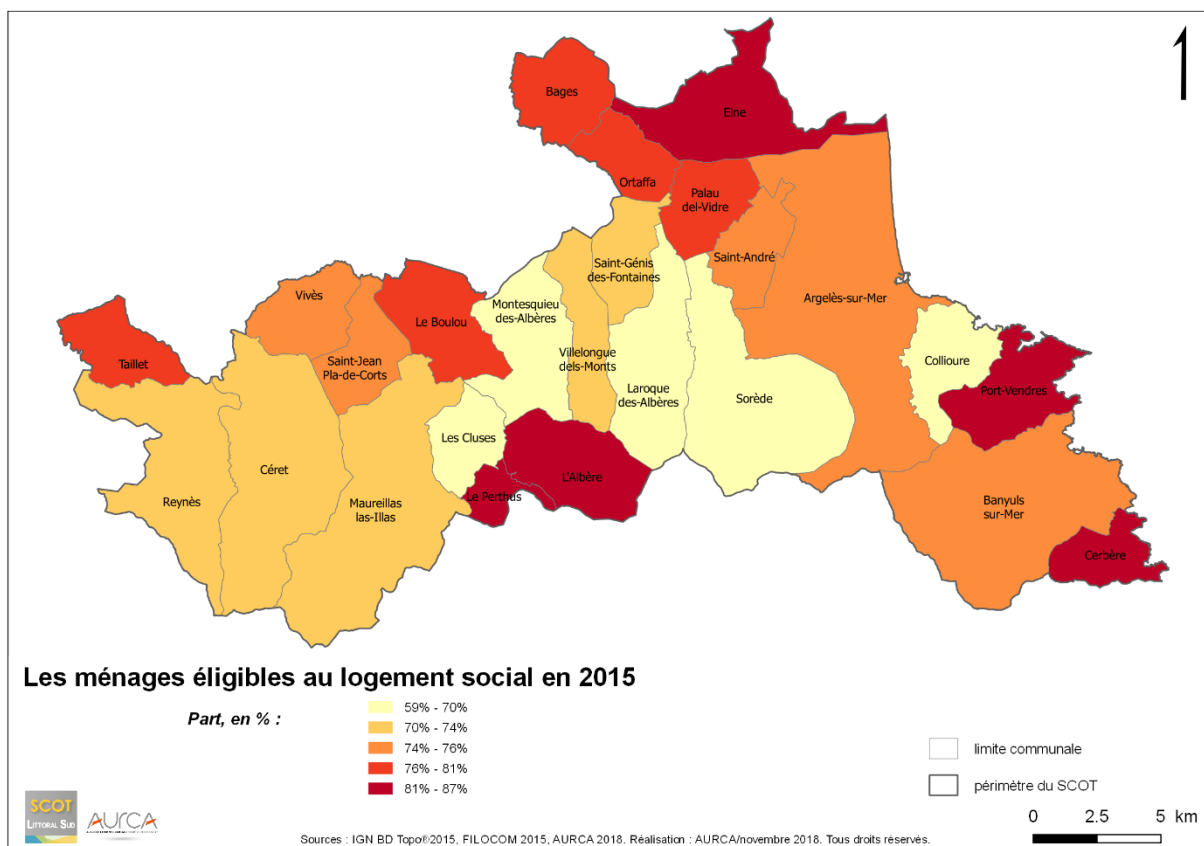 Bages
Elne
Ortaffa
Palau
del-Vidre
Saint-Génis
des-Fontaines
Saint-André
Vivès
Montesquieu
des-Albères
Argelès-sur-Mer
Le Boulou
Taillet
Saint-Jean
Pla-de-Corts
Villelongue
dels-Monts
Collioure
Laroque
des-Albères
Sorède
Port-Vendres
Les Cluses
Céret
L'Albère
Reynès
Maureillas
las-Illas
Le Perthus
Banyuls
sur-Mer
Cerbère
Les ménages éligibles au logement social en 2015
Part, en % :
59% - 70%
70% - 74%
74% - 76%
76% - 81%
81% - 87%
limite communale
périmètre du SCOT
SCOT
LITTORAL SUD
AURCA
0 2.5 5 km
Sources : IGN BD Topo®2015, FILOCOM 2015, AURCA 2018. Réalisation : AURCA/novembre 2018. Tous droits réservés.